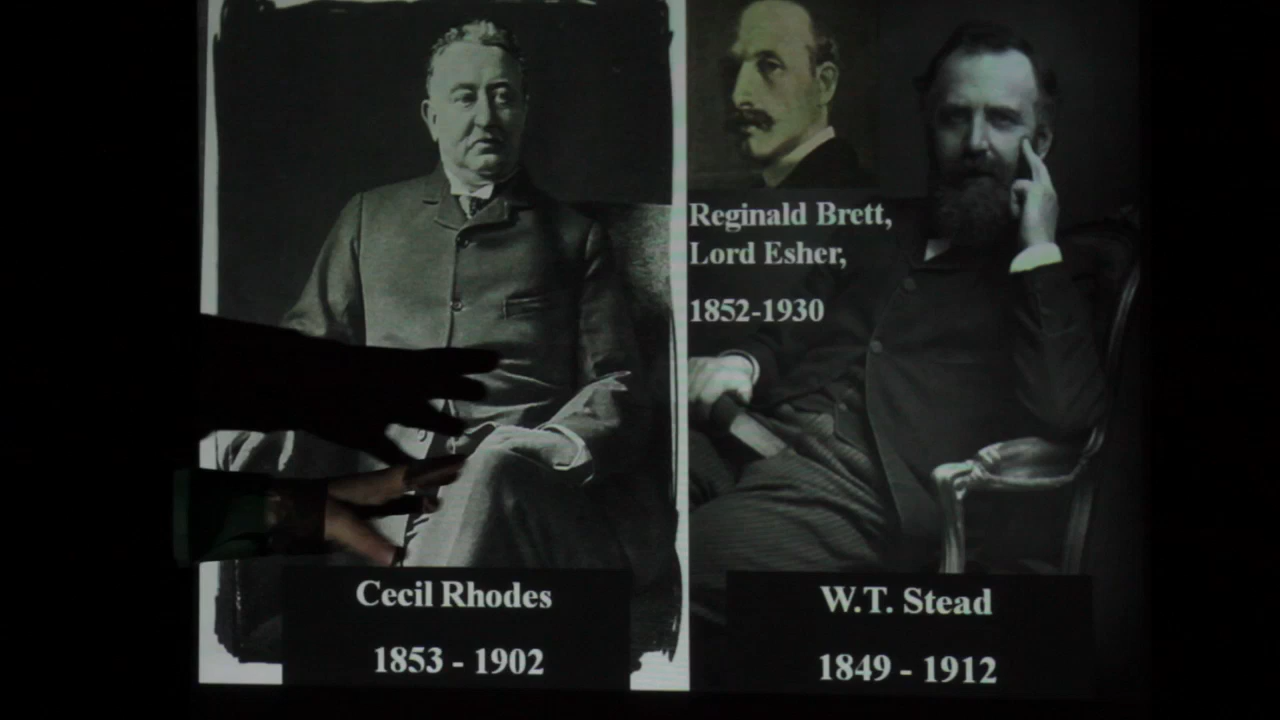 Reginald Brett,
Lord Esher,
1852-1930
Cecil Rhodes
1853 - 1902
W.T. Stead
1849 - 1912